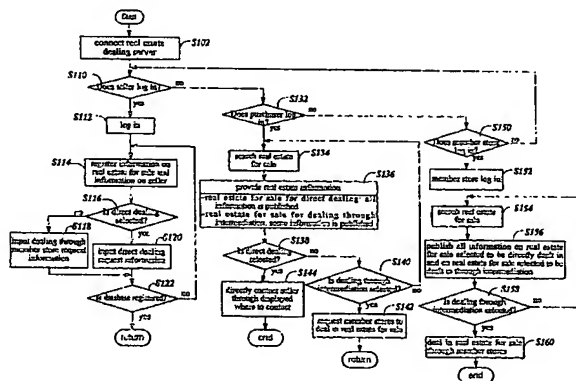 Start
connect real estate
dealing server
S102
S110
Does seller log in?
no
yes
S112
log in
S114
register information on
real estate for sale and
information on seller
S116
Is direct dealing
selected?
no
yes
S118
input dealing through
member store request
information
S120
input direct dealing
request information
S122
Is database registered?
no
yes
return
S132
Does purchaser log
in?
no
yes
S134
search real estate
for sale
S136
provide real estate information
real estate for sale for direct dealing: all
information is published
real estate for sale for dealing through
intermediation, some information is published
S138
Is direct dealing
selected?
no
yes
S144
directly contact seller
through displayed
where to contact
end
S140
Is dealing through
intermediation selected?
no
yes
S142
request member stores to
deal in real estate for sale
return
S150
Does member store
log in?
no
yes
S152
member store log in
S154
search real estate
for sale
S156
publish all information on real estate
for sale selected to be directly dealt in
and on real estate for sale selected to be
dealt in through intermediation
S158
Is dealing through
intermediation selected?
no
yes
S160
deal in real estate for sale
through member stores
end